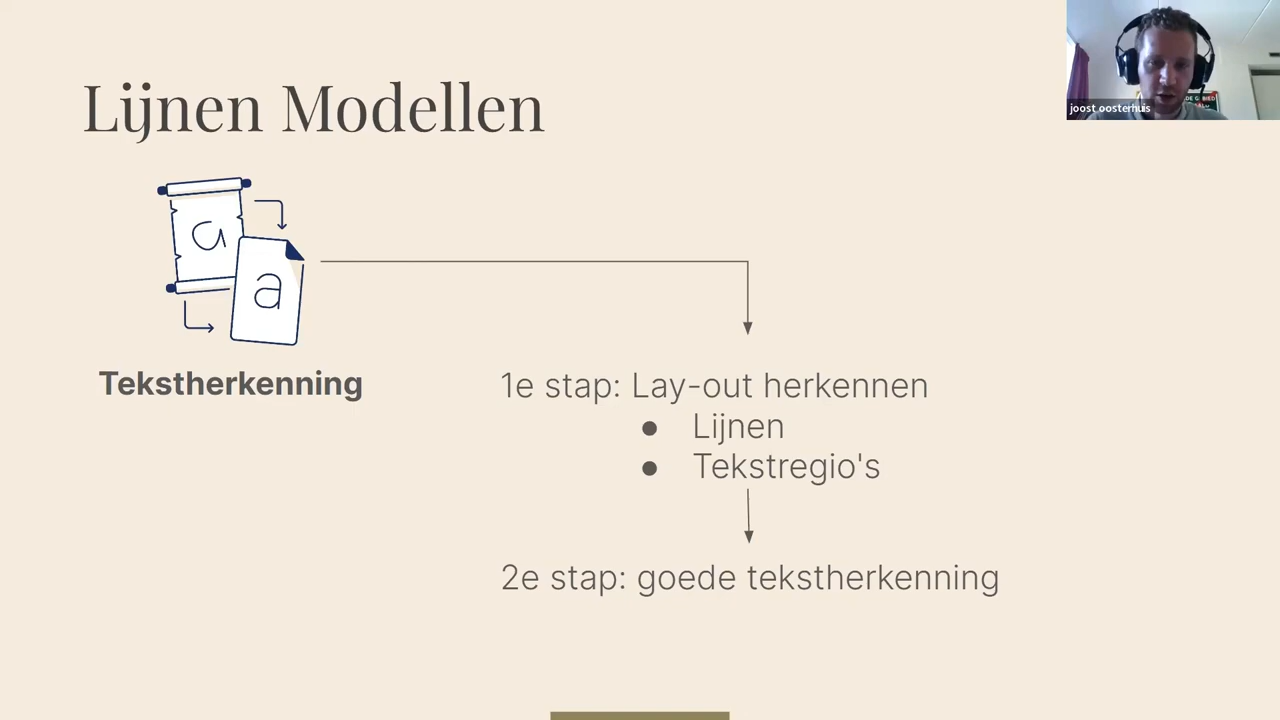 Lijnen Modellen
joost oosterhuis
a
a
Tekstherkenning
1e stap: Lay-out herkennen
● Lijnen
● Tekstregio's
2e stap: goede tekstherkenning